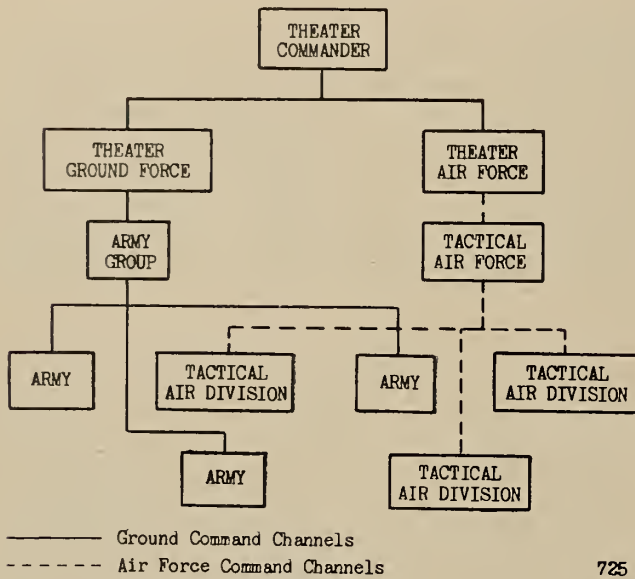 THEATER
COMMANDER
THEATER
GROUND FORCE
THEATER
AIR FORCE
ARMY
GROUP
TACTICAL
AIR FORCE
ARMY
TACTICAL
AIR DIVISION
ARMY
TACTICAL
AIR DIVISION
ARMY
TACTICAL
AIR DIVISION
Ground Command Channels
Air Force Command Channels
725